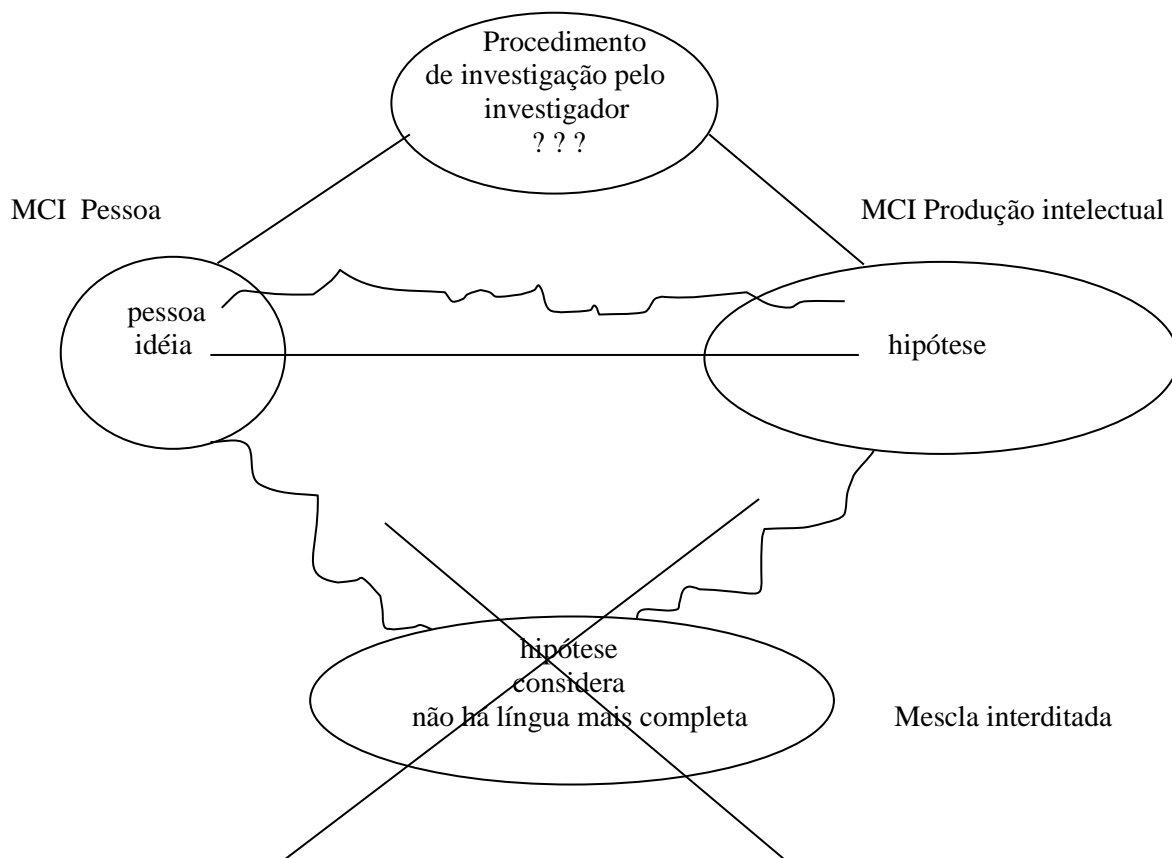 Procedimento
de investigação pelo
investigador
? ? ?
MCI Pessoa
MCI Produção intelectual
pessoa
idéia
hipótese
hipótese
considera
não há língua mais completa
Mescla interditada